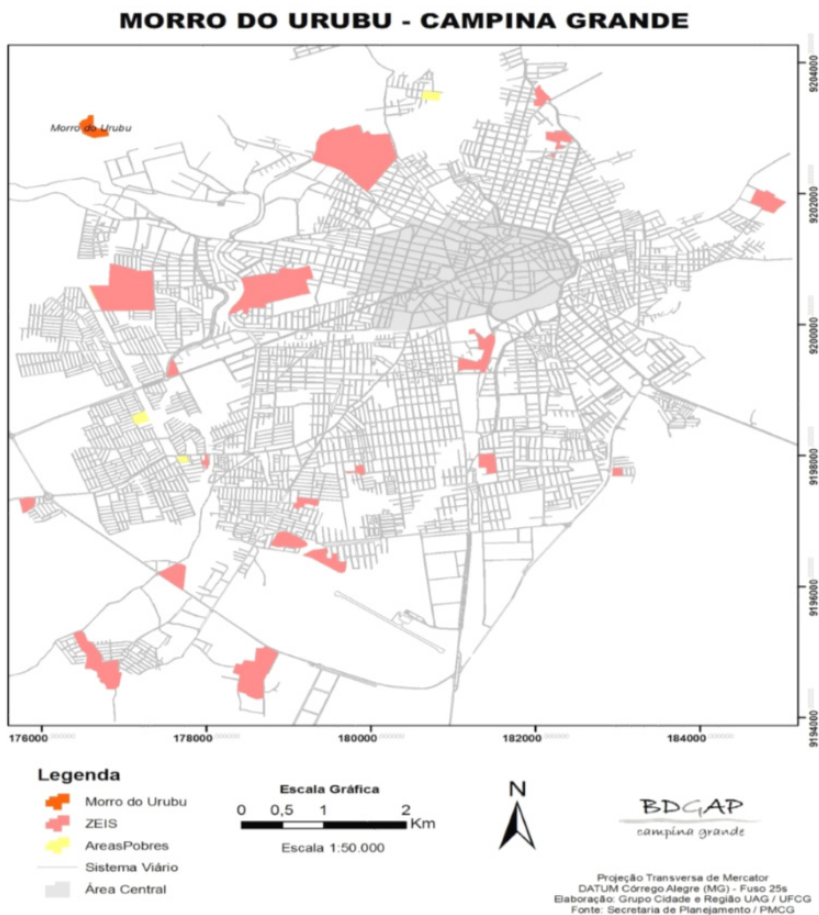 MORRO DO URUBU - CAMPINA GRANDE
Morro do Urubu
9204000
9202000
9200000
9198000
9196000
9194000
176000
178000
180000
182000
184000
Legenda
Morro do Urubu
ZEIS
AreasPobres
Sistema Viário
Área Central
Escala Gráfica
0 0,5 1 2
Km
Escala 1:50.000
N
BDGAP
campina grande
Projeção Transversa de Mercator
DATUM Córrego Alegre (MG) - Fuso 25s
Elaboração: Grupo Cidade e Região UAG / UFCG
Fonte: Secretaria de Planejamento / PMCG